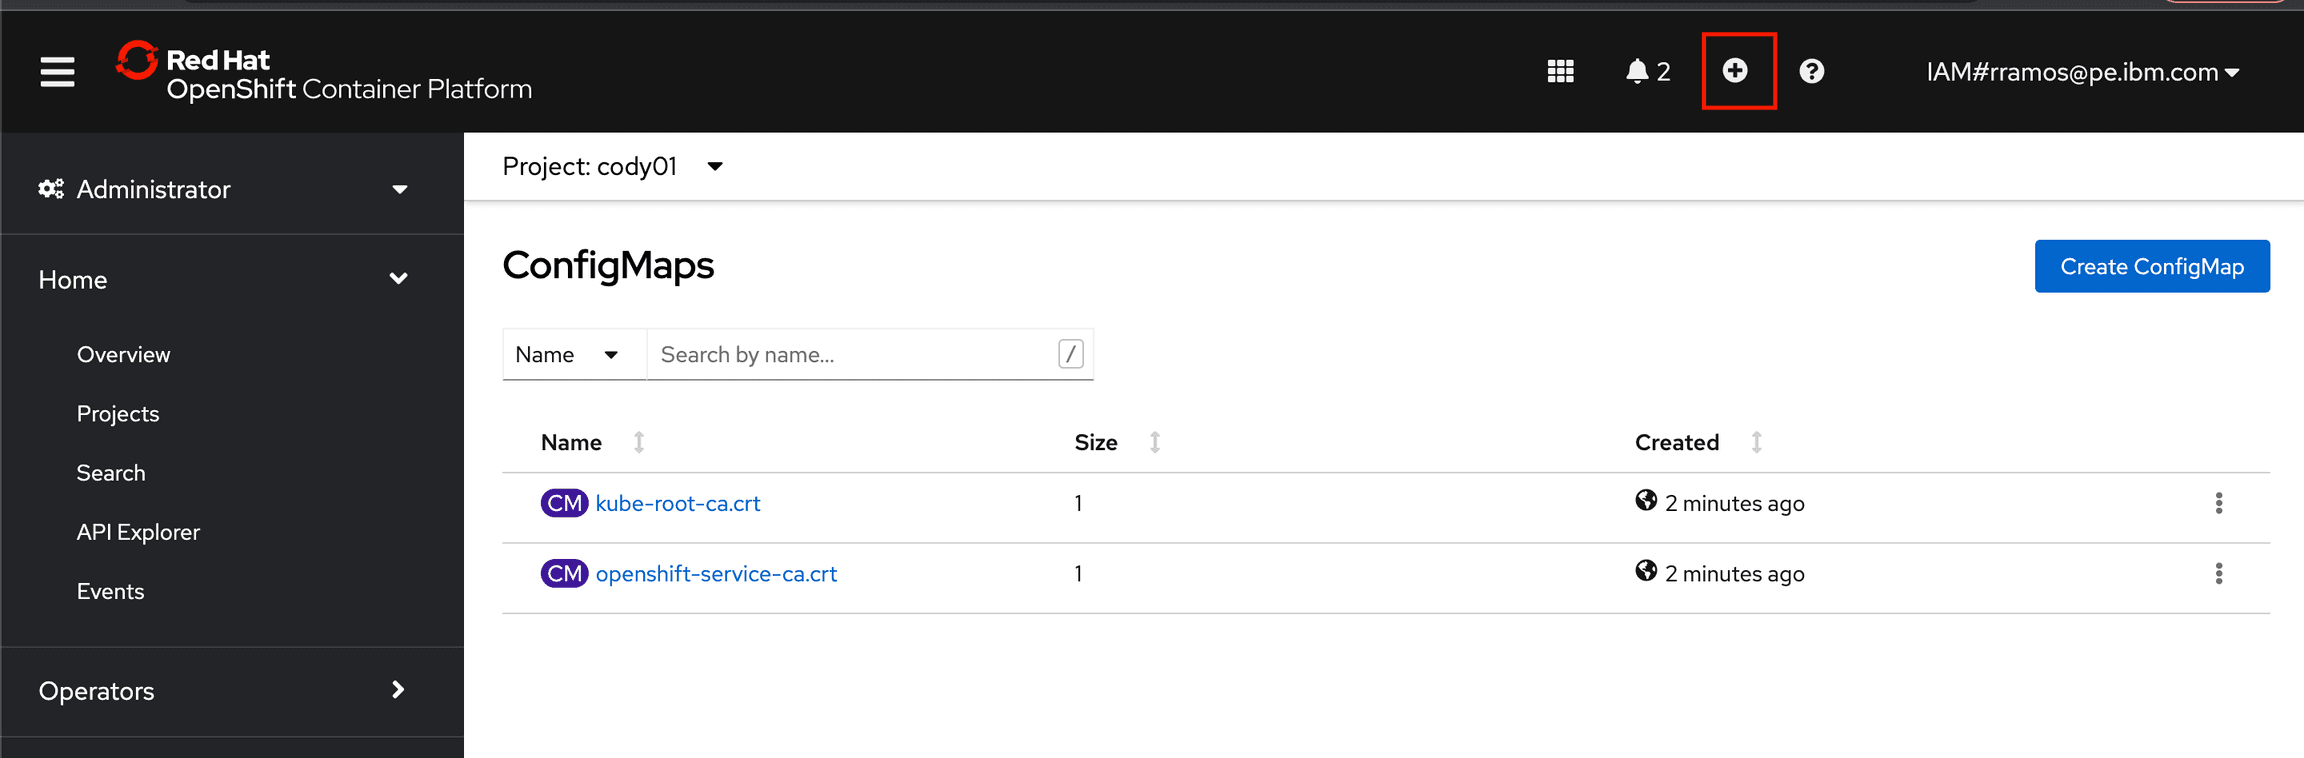 Red Hat
OpenShift Container Platform
2
IAM#rramos@pe.ibm.com
Administrator
Home
Overview
Projects
Search
API Explorer
Events
Operators
Project: cody01
ConfigMaps
Create ConfigMap
Name
Search by name...
/
Name Size Created
CM kube-root-ca.crt 1 2 minutes ago
CM openshift-service-ca.crt 1 2 minutes ago